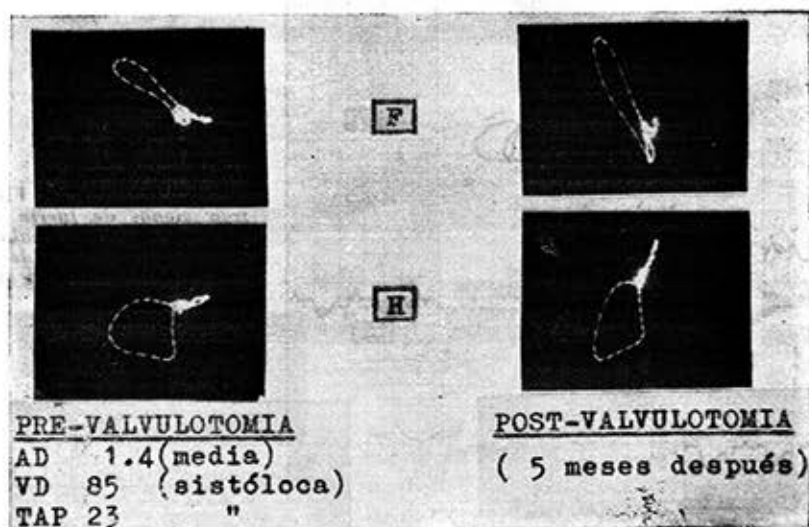 F
H
PRE-VALVULOTOMIA
AD 1.4(media)
VD 85 (sistóloca)
TAP 23 "
POST-VALVULOTOMIA
( 5 meses después)